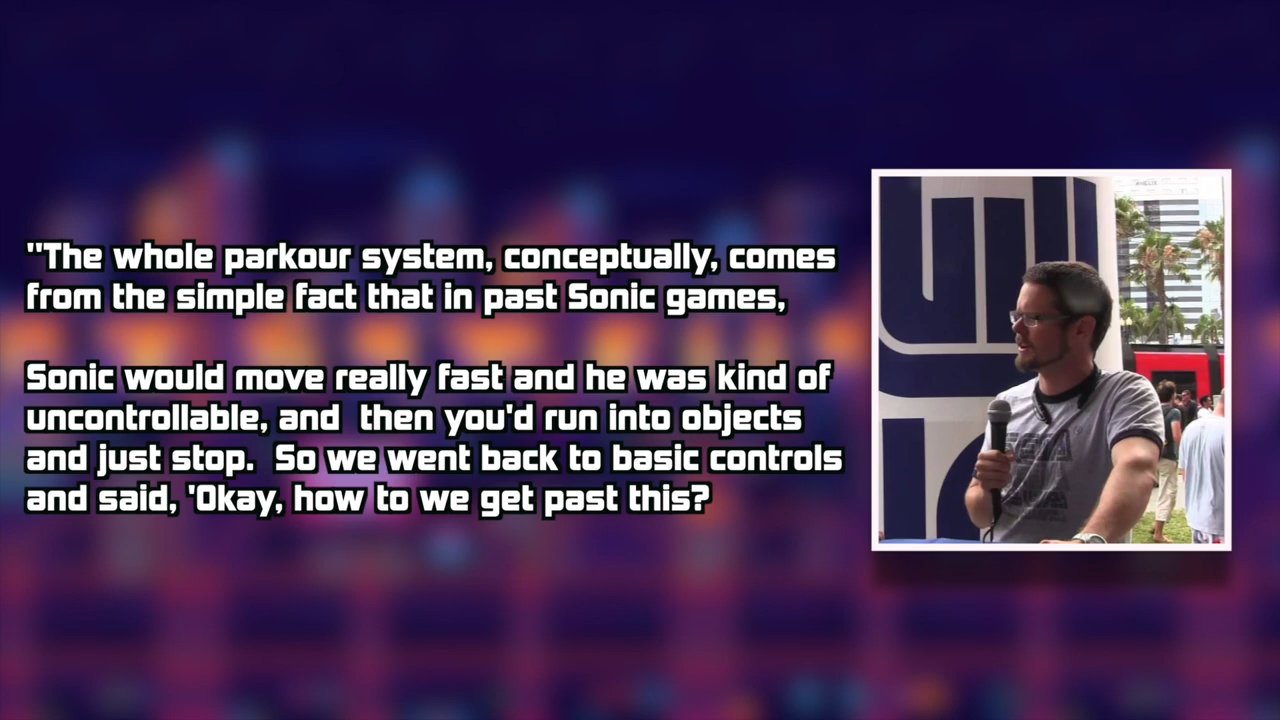 "The whole parkour system, conceptually, comes
from the simple fact that in past Sonic games,
Sonic would move really fast and he was kind of
uncontrollable, and then you'd run into objects
and just stop. So we went back to basic controls
and said, 'Okay, how to we get past this?